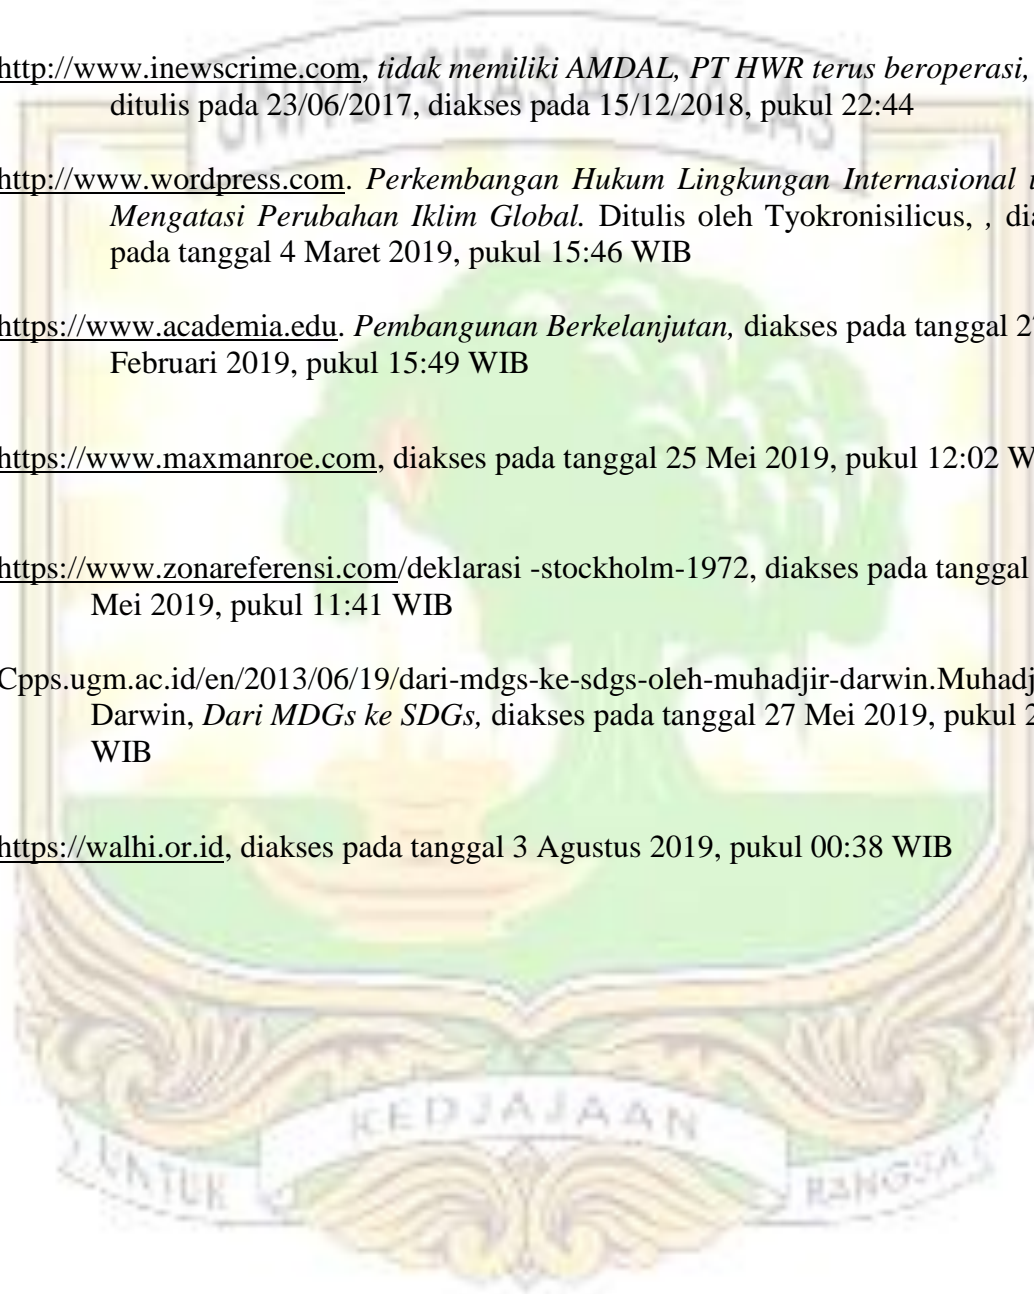 UNIVERSITAS ANDALAS
http://www.inewscrime.com, tidak memiliki AMDAL, PT HWR terus beroperasi,
ditulis pada 23/06/2017, diakses pada 15/12/2018, pukul 22:44
http://www.wordpress.com. Perkembangan Hukum Lingkungan Internasional
Mengatasi Perubahan Iklim Global. Ditulis oleh Tyokronisilicus, ,
pada tanggal 4 Maret 2019, pukul 15:46 WIB
https://www.academia.edu. Pembangunan Berkelanjutan, diakses pada tanggal
Februari 2019, pukul 15:49 WIB
https://www.maxmanroe.com, diakses pada tanggal 25 Mei 2019, pukul 12:02
https://www.zonareferensi.com/deklarasi -stockholm-1972, diakses pada tanggal
Mei 2019, pukul 11:41 WIB
Cpps.ugm.ac.id/en/2013/06/19/dari-mdgs-ke-sdgs-oleh-muhadjir-darwin.Muhadj
Darwin, Dari MDGs ke SDGs, diakses pada tanggal 27 Mei 2019, pukul
WIB
https://walhi.or.id, diakses pada tanggal 3 Agustus 2019, pukul 00:38 WIB
UNTUK KEDJAJAAN BANGSA